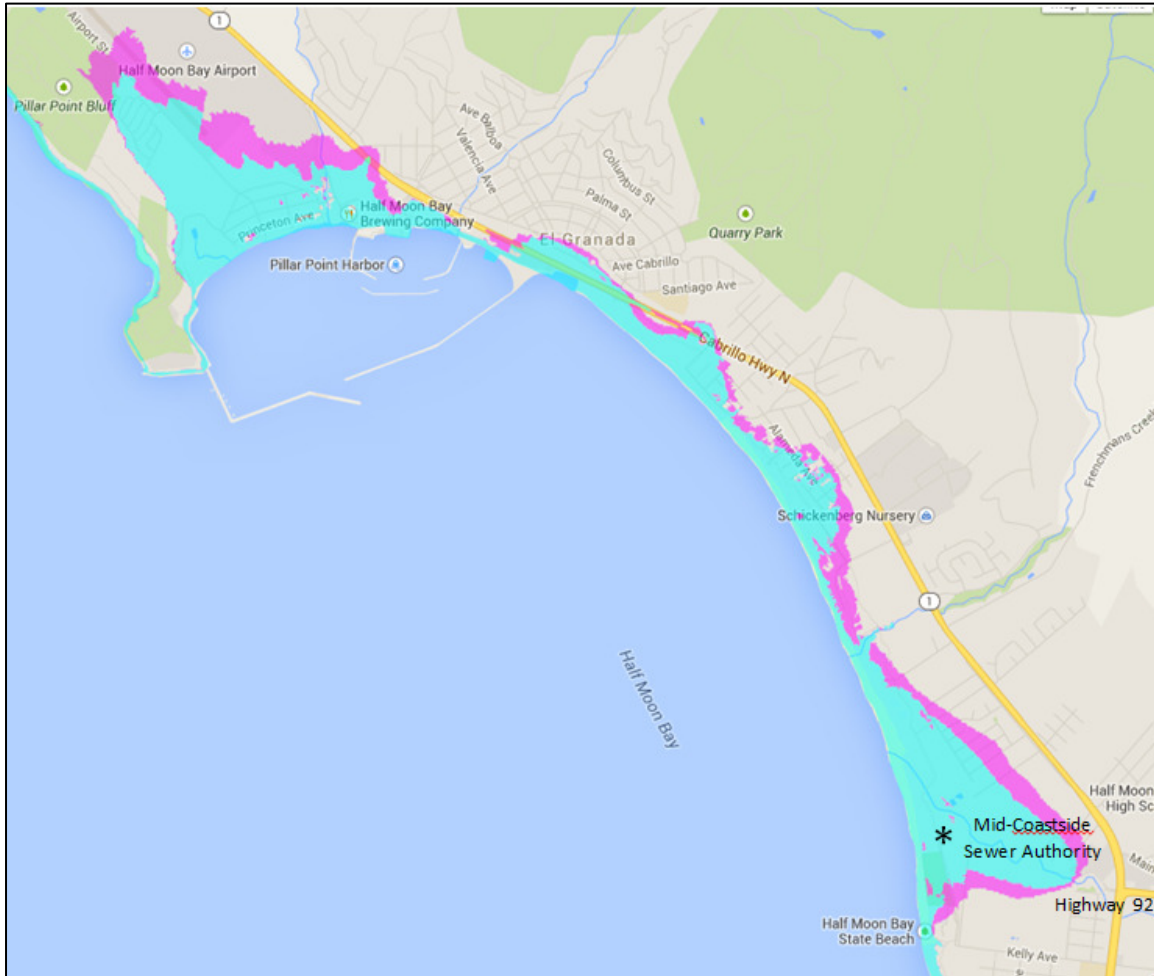 1
Airport St
Half Moon Bay Airport
Pillar Point Bluff
Ave Balboa
Valencia Ave
Columbus St
Palma St
Half Moon Bay
Brewing Company
Princeton Ave
El Granada
Quarry Park
Ave Cabrillo
Pillar Point Harbor
Santiago Ave
Cabrillo Hwy N
Frenchmans Creek
Alameda Ave
Schickenberg Nursery
1
Half Moon Bay
Half Moon
High Sc
*
Mid-Coastside
Sewer Authority
Main
Highway 92
Half Moon Bay
State Beach
Kelly Ave